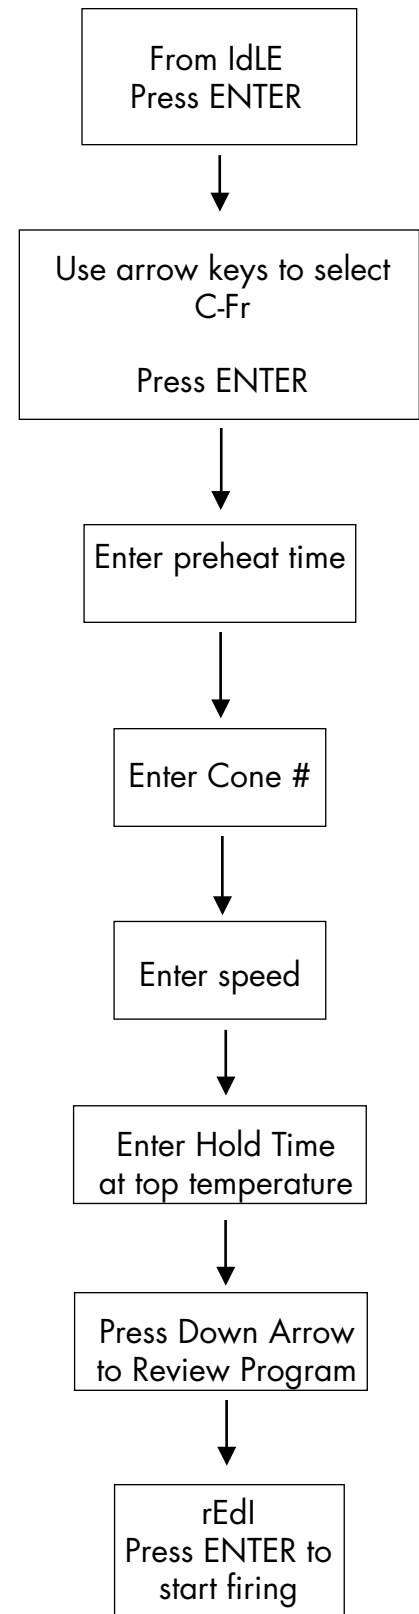 From IdLE
Press ENTER
Use arrow keys to select
C-Fr
Press ENTER
Enter preheat time
Enter Cone #
Enter speed
Enter Hold Time
at top temperature
Press Down Arrow
to Review Program
rEdI
Press ENTER to
start firing